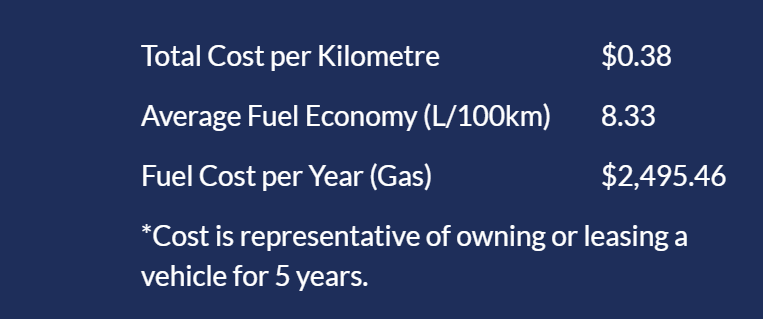 Total Cost per Kilometre $0.38
Average Fuel Economy (L/100km) 8.33
Fuel Cost per Year (Gas) $2,495.46
*Cost is representative of owning or leasing a
vehicle for 5 years.